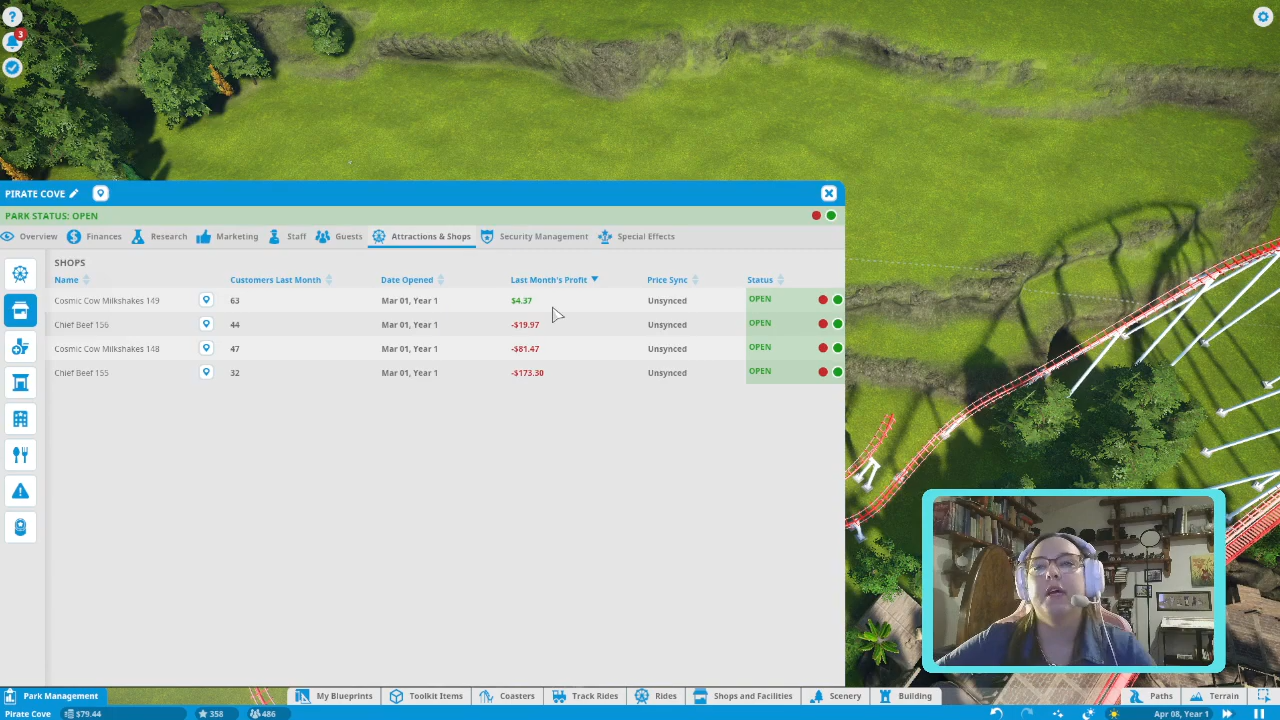 ?
3
PIRATE COVE
PARK STATUS: OPEN
Overview Finances Research Marketing Staff Guests Attractions & Shops Security Management Special Effects
SHOPS
Name Customers Last Month Date Opened Last Month's Profit Price Sync Status
Cosmic Cow Milkshakes 149 63 Mar 01, Year 1 $4.37 Unsynced OPEN
Chief Beef 156 44 Mar 01, Year 1 -$19.97 Unsynced OPEN
Cosmic Cow Milkshakes 148 47 Mar 01, Year 1 -$81.47 Unsynced OPEN
Chief Beef 155 32 Mar 01, Year 1 -$173.30 Unsynced OPEN
Park Management My Blueprints Toolkit Items Coasters Track Rides Rides Shops and Facilities Scenery Building Paths Terrain
Pirate Cove $79.44 358 486 Apr 08, Year 1